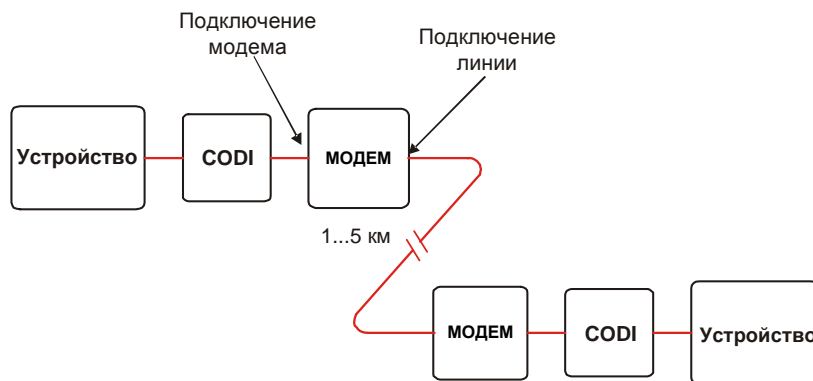 Подключение
модема
Подключение
линии
Устройство
CODI
МОДЕМ
1...5 км
МОДЕМ
CODI
Устройство